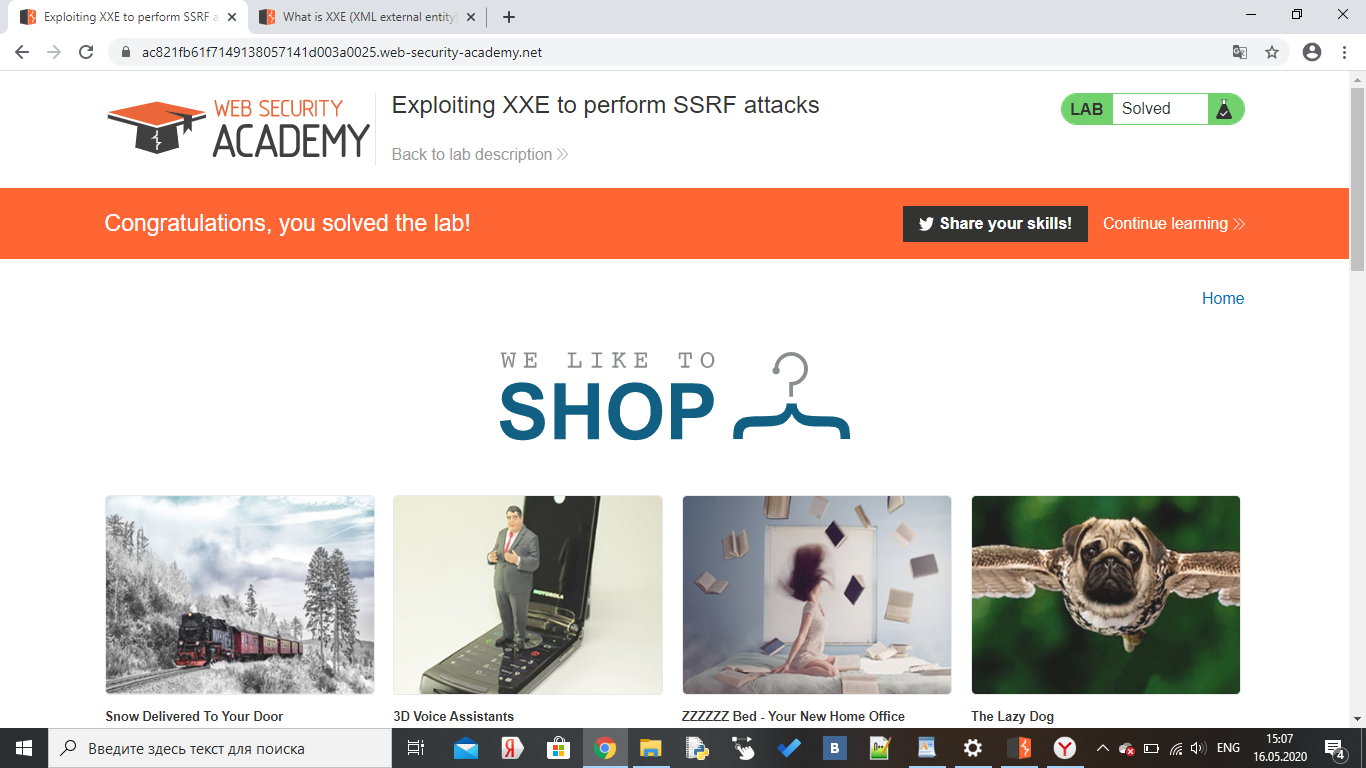 Exploiting XXE to perform SSRF a
What is XXE (XML external entity)
ac821fb61f7149138057141d003a0025.web-security-academy.net
WEB SECURITY
ACADEMY
Exploiting XXE to perform SSRF attacks
Back to lab description
LAB Solved
Congratulations, you solved the lab!
Share your skills!
Continue learning
Home
WE LIKE TO
SHOP
MOTOROLA
Snow Delivered To Your Door
3D Voice Assistants
ZZZZZZ Bed - Your New Home Office
The Lazy Dog
Введите здесь текст для поиска
ENG
15:07
16.05.2020
4